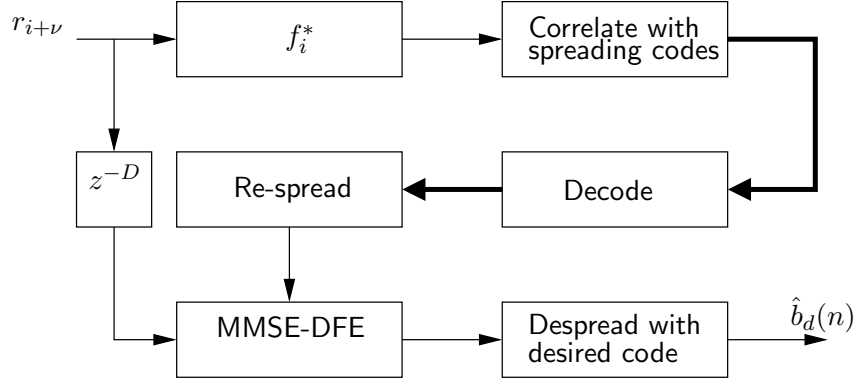 r_{i+ν}
f_i^*
Correlate with
spreading codes
z^{-D}
Re-spread
Decode
MMSE-DFE
Despread with
desired code
\hat{b}_d(n)